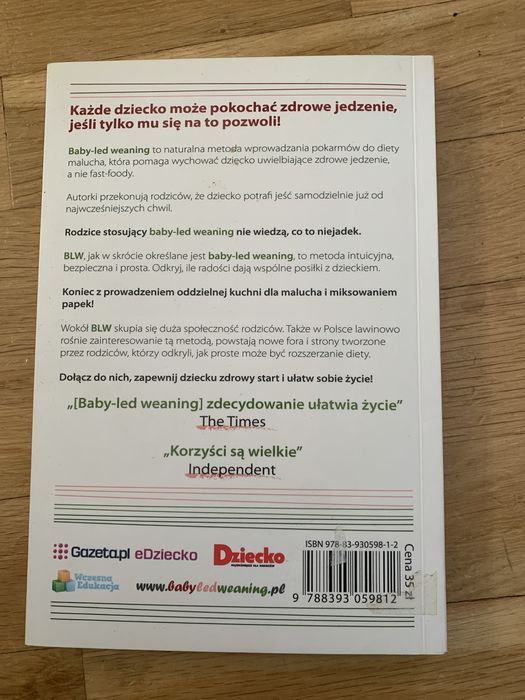 Każde dziecko może pokochać zdrowe jedzenie,
jeśli tylko mu się na to pozwoli!
Baby-led weaning to naturalna metoda wprowadzania pokarmów do diety
malucha, która pomaga wychować dziecko uwielbiające zdrowe jedzenie,
a nie fast-foody.
Autorki przekonują rodziców, że dziecko potrafi jeść samodzielnie już od
najwcześniejszych chwil.
Rodzice stosujący baby-led weaning nie wiedzą, co to niejadek.
BLW, jak w skrócie określane jest baby-led weaning, to metoda intuicyjna,
bezpieczna i prosta. Odkryj, ile radości dają wspólne posiłki z dzieckiem.
Koniec z prowadzeniem oddzielnej kuchni dla malucha i miksowaniem
papek!
Wokół BLW skupia się duża społeczność rodziców. Także w Polsce lawinowo
rośnie zainteresowanie tą metodą, powstają nowe fora i strony tworzone
przez rodziców, którzy odkryli, jak proste może być rozszerzanie diety.
Dołącz do nich, zapewnij dziecku zdrowy start i ułatw sobie życie!
„[Baby-led weaning] zdecydowanie ułatwia życie”
The Times
„Korzyści są wielkie”
Independent
ISBN 978-83-930598-1-2
Gazeta.pl eDziecko
Dziecko
Wczesna
Edukacja
www.babyledweaning.pl
9 788393 059812
Cena 35 zł